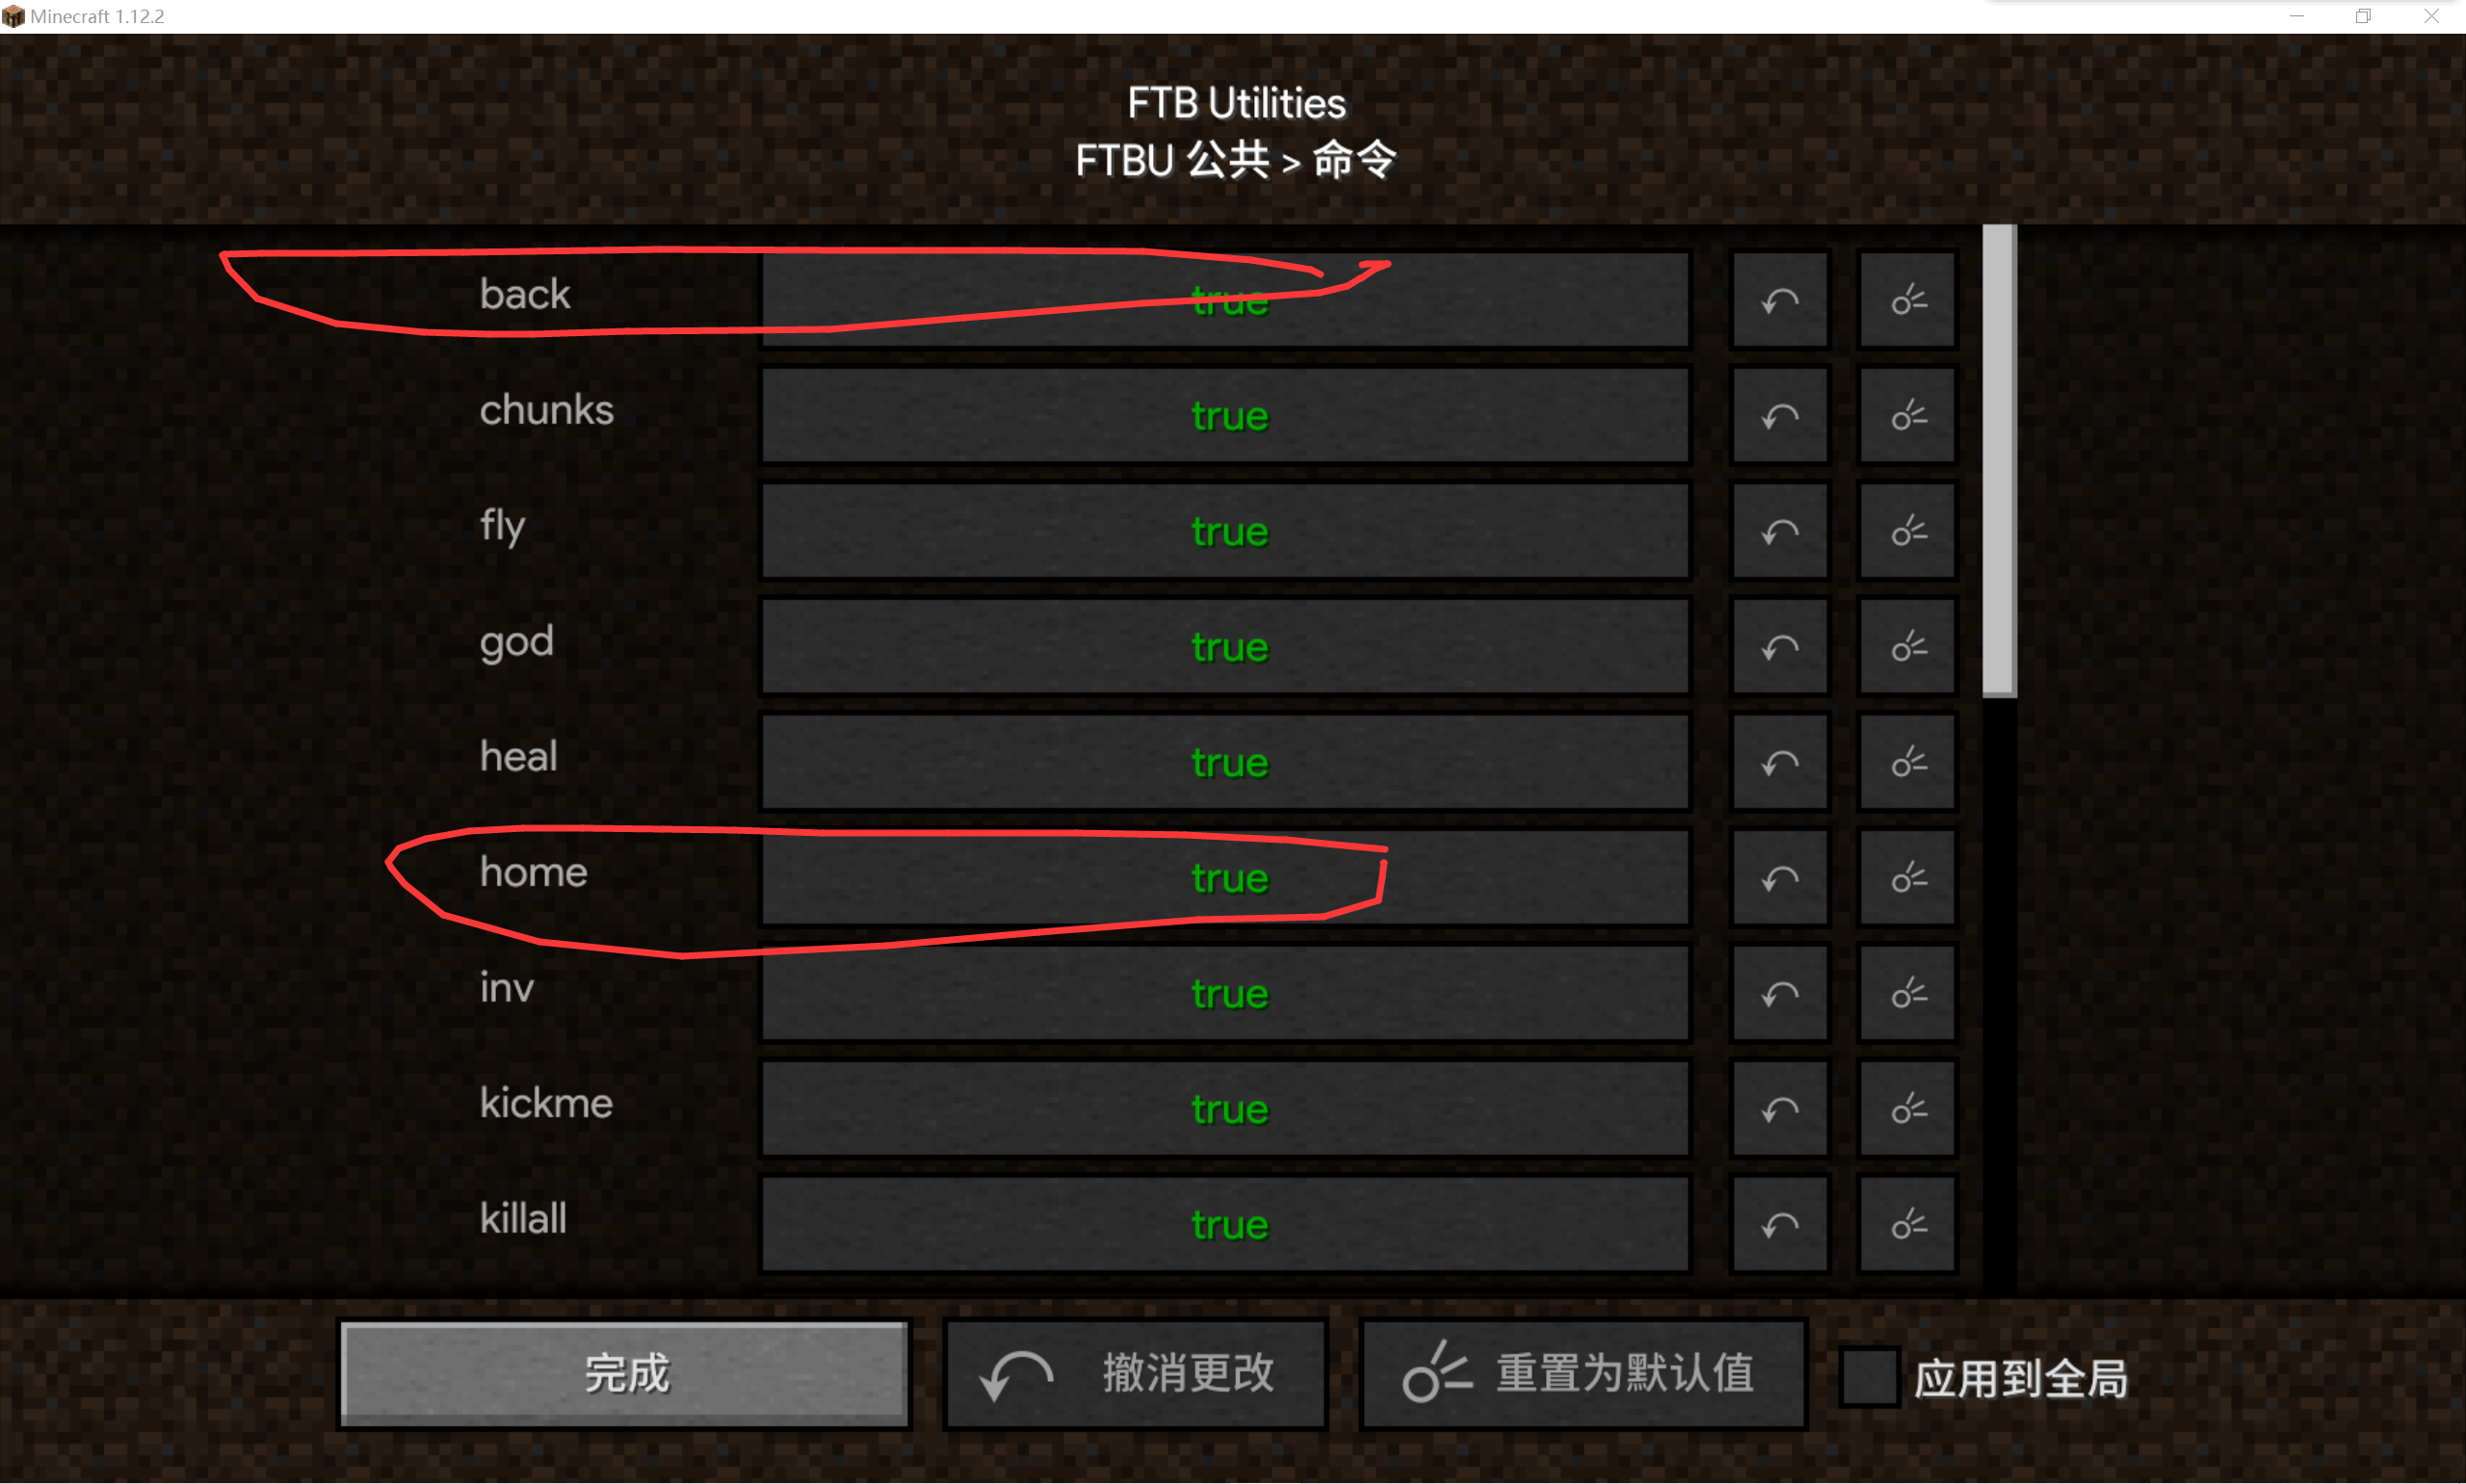 Minecraft 1.12.2
FTB Utilities
FTBU 公共 > 命令
back true
chunks true
fly true
god true
heal true
home true
inv true
kickme true
killall true
完成 撤消更改 重置为默认值 应用到全局